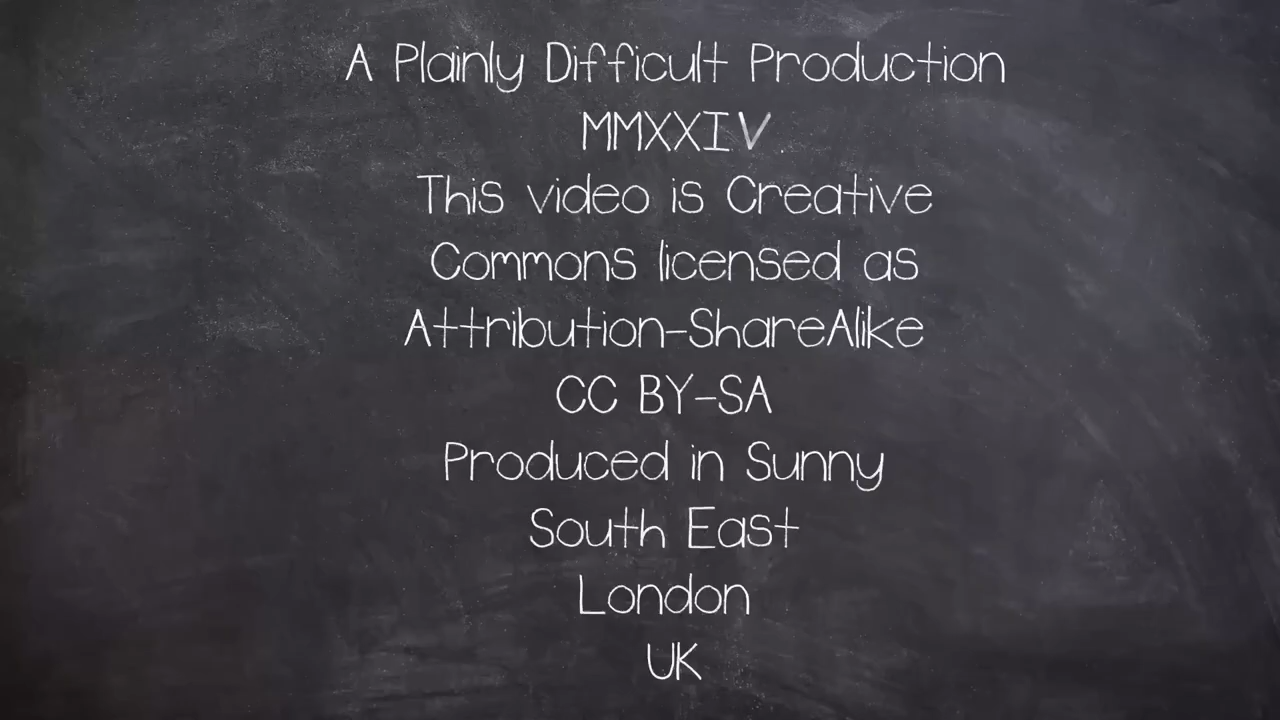 A Plainly Difficult Production
MMXXIV
This video is Creative
Commons licensed as
Attribution-ShareAlike
CC BY-SA
Produced in Sunny
South East
London
UK